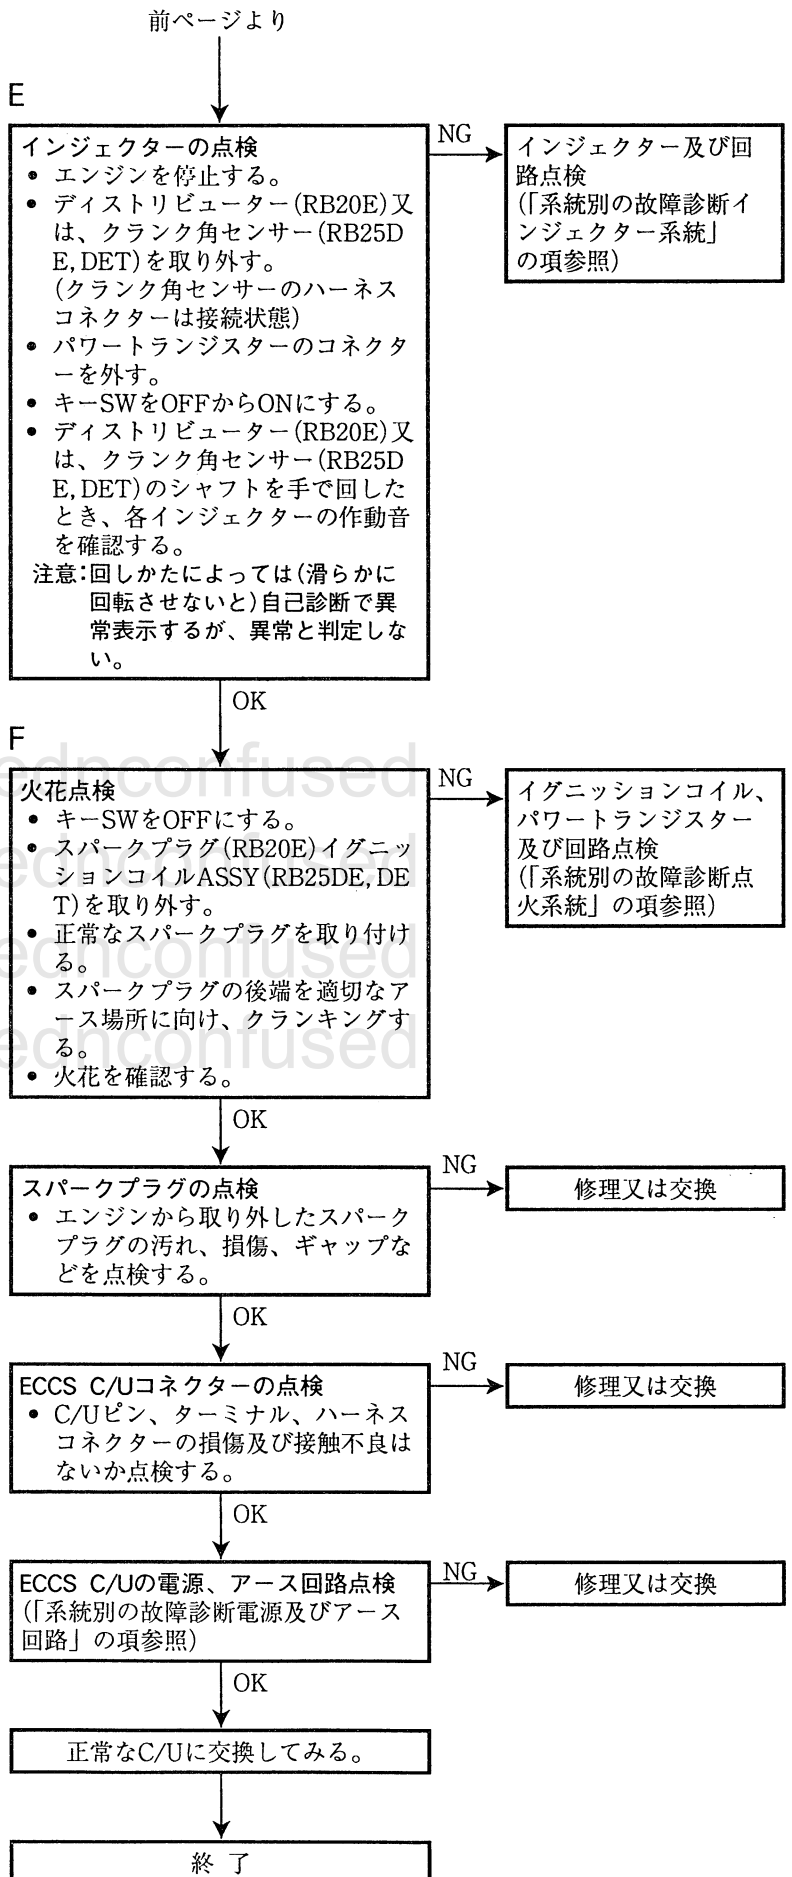 前ページより
E
インジェクターの点検
● エンジンを停止する。
● ディストリビューター(RB20E)又
は、クランク角センサー(RB25D
E,DET)を取り外す。
(クランク角センサーのハーネス
コネクターは接続状態)
● パワートランジスターのコネクタ
ーを外す。
● キーSWをOFFからONにする。
● ディストリビューター(RB20E)又
は、クランク角センサー(RB25D
E,DET)のシャフトを手で回した
とき、各インジェクターの作動音
を確認する。
注意:回しかたによっては(滑らかに
回転させないと)自己診断で異
常表示するが、異常と判定しな
い。
NG
インジェクター及び回
路点検
(「系統別の故障診断イ
ンジェクター系統」
の項参照)
OK
F
火花点検
● キーSWをOFFにする。
● スパークプラグ(RB20E)イグニッ
ションコイルASSY(RB25DE,DE
T)を取り外す。
● 正常なスパークプラグを取り付け
る。
● スパークプラグの後端を適切なア
ース場所に向け、クランキングす
る。
● 火花を確認する。
NG
イグニッションコイル、
パワートランジスター
及び回路点検
(「系統別の故障診断点
火系統」の項参照)
ednconfused
ednconfused
ednconfused
ednconfused
OK
スパークプラグの点検
● エンジンから取り外したスパーク
プラグの汚れ、損傷、ギャップな
どを点検する。
NG
修理又は交換
OK
ECCS C/Uコネクターの点検
● C/Uピン、ターミナル、ハーネス
コネクターの損傷及び接触不良は
ないか点検する。
NG
修理又は交換
OK
ECCS C/Uの電源、アース回路点検
(「系統別の故障診断電源及びアース
回路」の項参照)
NG
修理又は交換
OK
正常なC/Uに交換してみる。
終 了